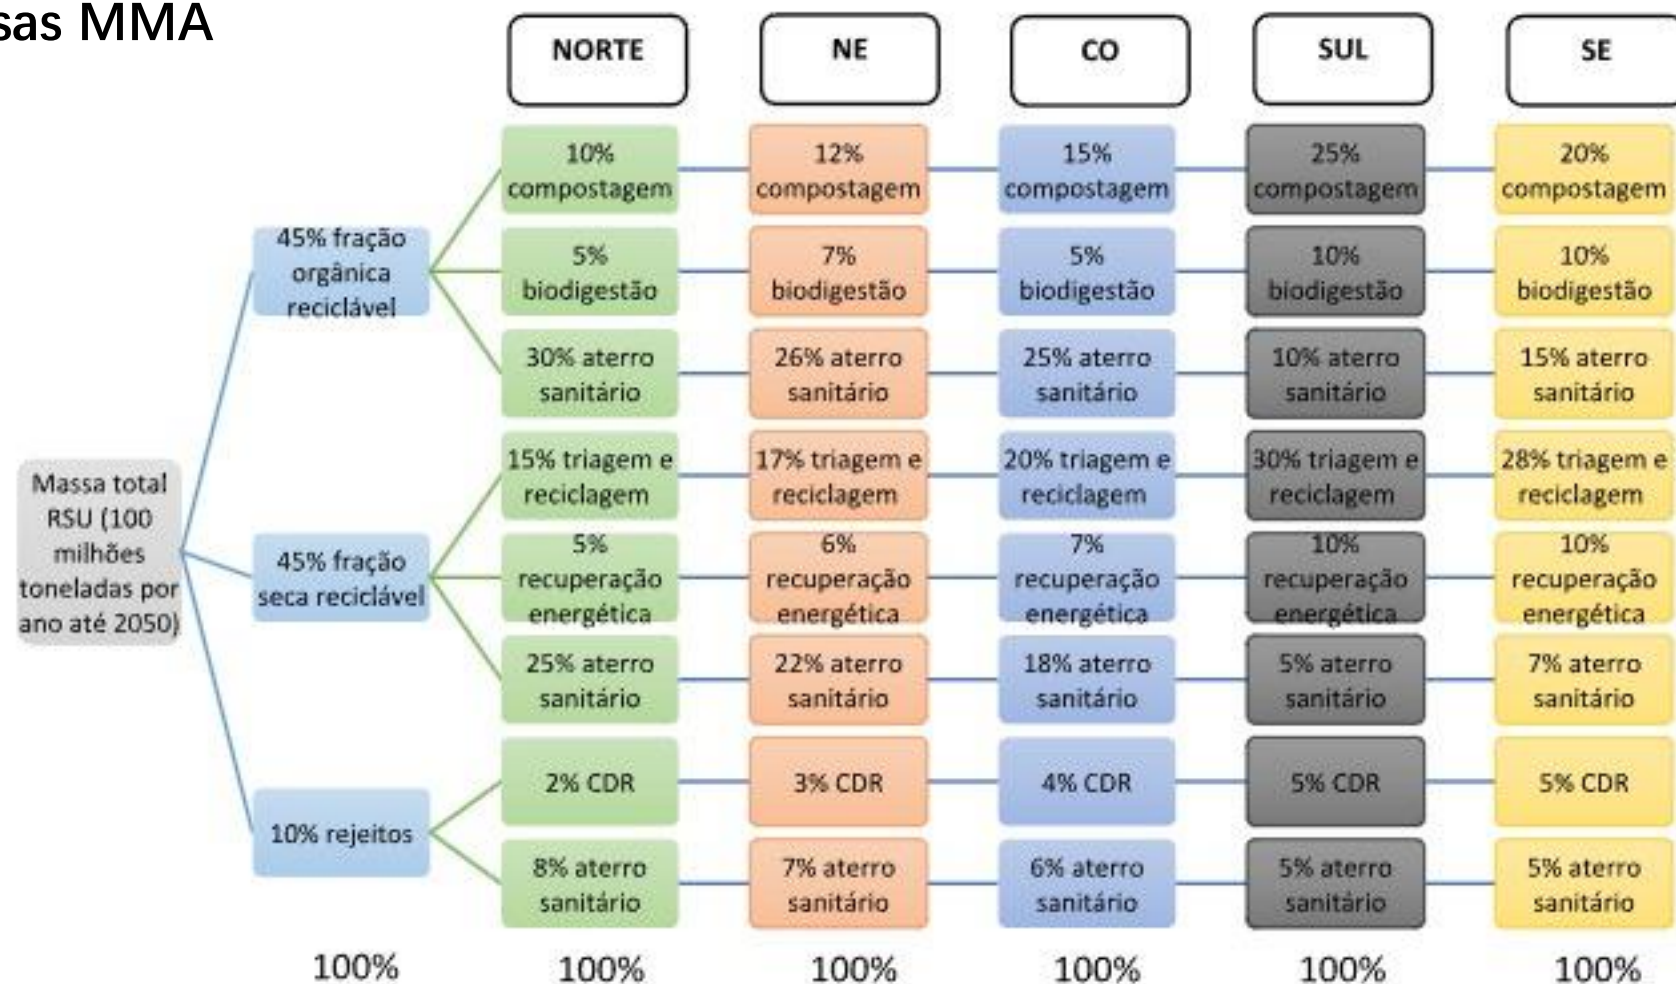 sas MMA
NORTE
NE
CO
SUL
SE
10%
compostagem
12%
compostagem
15%
compostagem
25%
compostagem
20%
compostagem
45% fração
orgânica
reciclável
5%
biodigestão
7%
biodigestão
5%
biodigestão
10%
biodigestão
10%
biodigestão
30% aterro
sanitário
26% aterro
sanitário
25% aterro
sanitário
10% aterro
sanitário
15% aterro
sanitário
Massa total
RSU (100
milhões
toneladas por
ano até 2050)
15% triagem e
reciclagem
17% triagem e
reciclagem
20% triagem e
reciclagem
30% triagem e
reciclagem
28% triagem e
reciclagem
45% fração
seca reciclável
5%
recuperação
energética
6%
recuperação
energética
7%
recuperação
energética
10%
recuperação
energética
10%
recuperação
energética
25% aterro
sanitário
22% aterro
sanitário
18% aterro
sanitário
5% aterro
sanitário
7% aterro
sanitário
10% rejeitos
2% CDR
3% CDR
4% CDR
5% CDR
5% CDR
8% aterro
sanitário
7% aterro
sanitário
6% aterro
sanitário
5% aterro
sanitário
5% aterro
sanitário
100%
100%
100%
100%
100%
100%